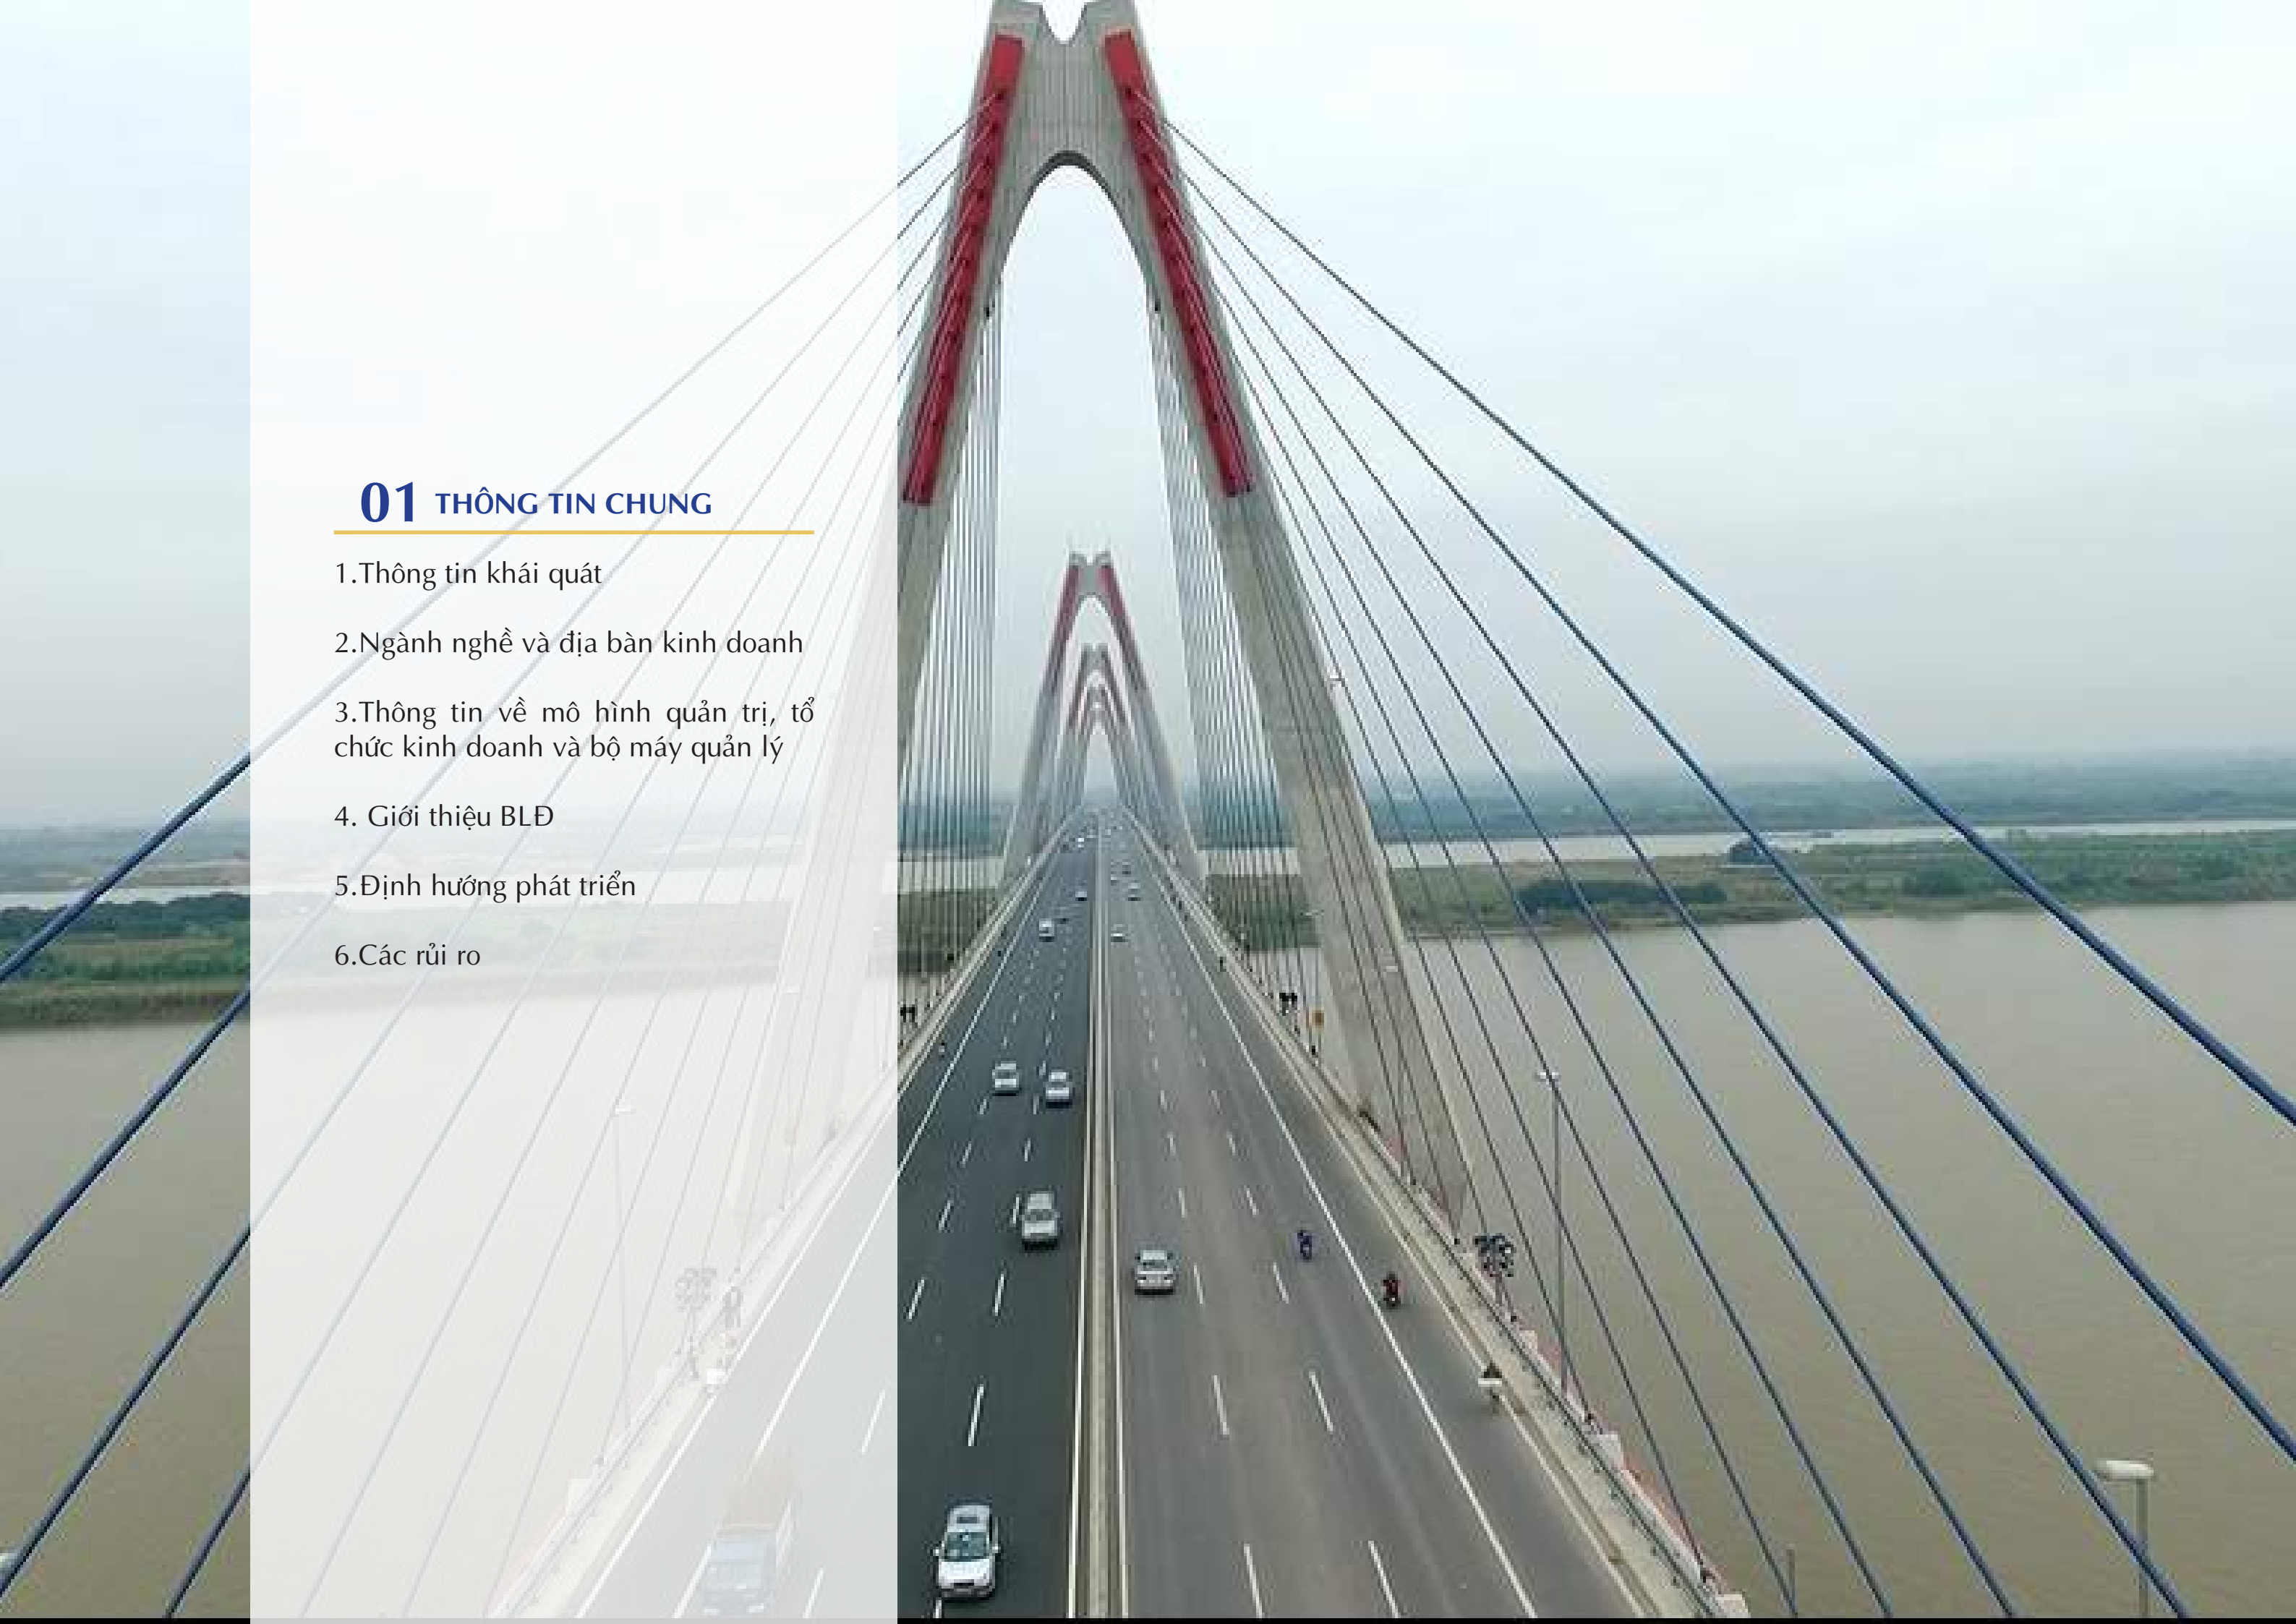 01 THÔNG TIN CHUNG
1.Thông tin khái quát
2.Ngành nghề và địa bàn kinh doanh
3.Thông tin về mô hình quản trị, tổ
chức kinh doanh và bộ máy quản lý
4. Giới thiệu BLĐ
5.Định hướng phát triển
6.Các rủi ro